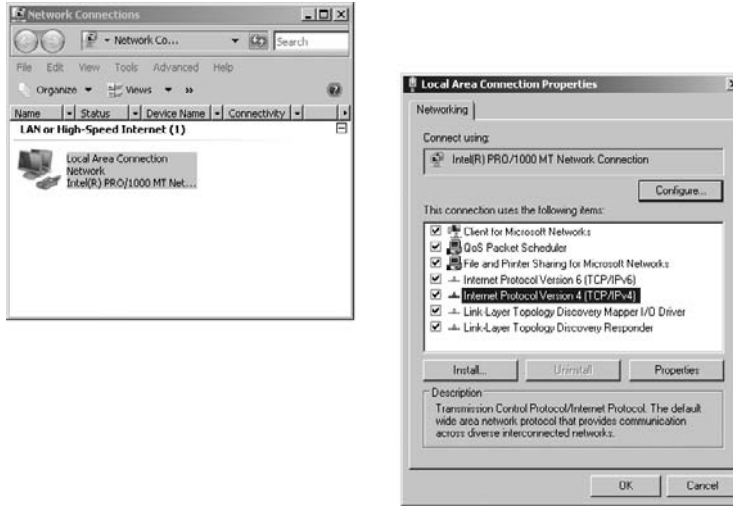 Network Connections
Network Co...
Search
File Edit View Tools Advanced Help
Organize Views »
Name Status Device Name Connectivity
LAN or High-Speed Internet (1)
Local Area Connection
Network
Intel(R) PRO/1000 MT Net...
Local Area Connection Properties
Networking
Connect using:
Intel(R) PRO/1000 MT Network Connection
Configure...
This connection uses the following items:
Client for Microsoft Networks
QoS Packet Scheduler
File and Printer Sharing for Microsoft Networks
Internet Protocol Version 6 (TCP/IPv6)
Internet Protocol Version 4 (TCP/IPv4)
Link-Layer Topology Discovery Mapper I/O Driver
Link-Layer Topology Discovery Responder
Install... Uninstall Properties
Description
Transmission Control Protocol/Internet Protocol. The default
wide area network protocol that provides communication
across diverse interconnected networks.
OK Cancel